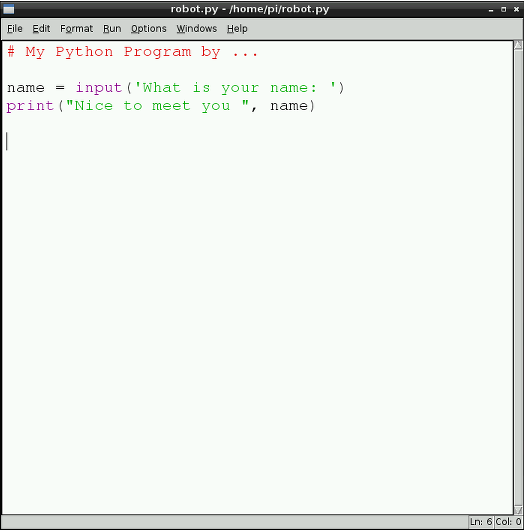 robot.py - /home/pi/robot.py
File Edit Format Run Options Windows Help
# My Python Program by ...
name = input('What is your name: ')
print("Nice to meet you ", name)
Ln: 6 Col: 0